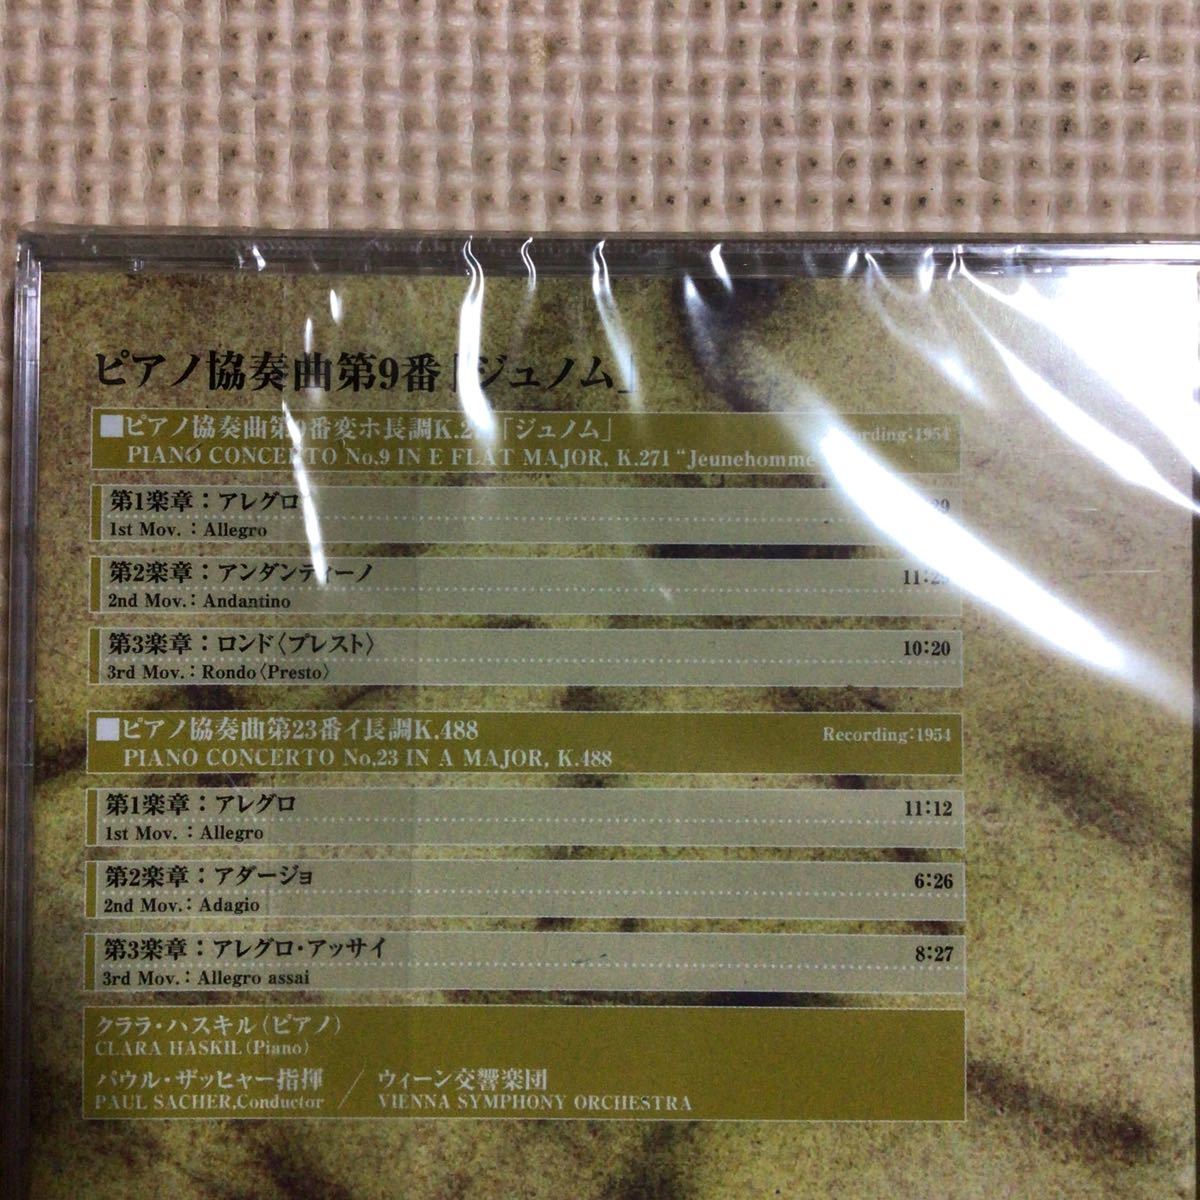 ピアノ協奏曲第9番「ジュノム」
■ピアノ協奏曲第9番変ホ長調K.2 「ジュノム」 :1954
PIANO CONCERTO No.9 IN E FLAT MAJOR, K.271 "Jeunehomme
第1楽章：アレグロ
1st Mov.：Allegro
第2楽章：アンダンティーノ 11:2
2nd Mov.：Andantino
第3楽章：ロンド〈プレスト〉 10:20
3rd Mov.：Rondo〈Presto〉
■ピアノ協奏曲第23番イ長調K.488 Recording:1954
PIANO CONCERTO No.23 IN A MAJOR, K.488
第1楽章：アレグロ 11:12
1st Mov.：Allegro
第2楽章：アダージョ 6:26
2nd Mov.：Adagio
第3楽章：アレグロ・アッサイ 8:27
3rd Mov.：Allegro assai
クララ・ハスキル（ピアノ）
CLARA HASKIL（Piano）
パウル・ザッヒャー指揮／ウィーン交響楽団
PAUL SACHER,Conductor／VIENNA SYMPHONY ORCHESTRA